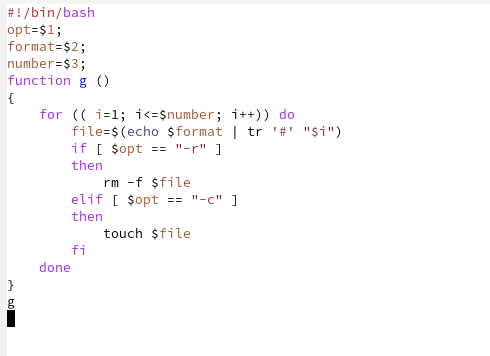 #!/bin/bash
opt=$1;
format=$2;
number=$3;
function g ()
{
    for (( i=1; i<=$number; i++)) do
        file=$(echo $format | tr '#' "$i")
        if [ $opt == "-r" ]
        then
            rm -f $file
        elif [ $opt == "-c" ]
        then
            touch $file
        fi
    done
}
g